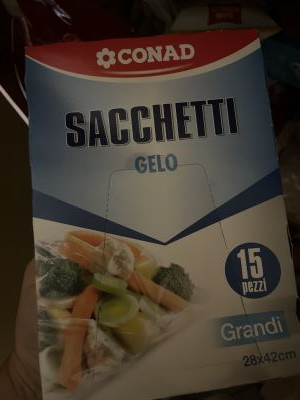 CONAD
SACCHETTI
GELO
15
pezzi
Grandi
28x42cm